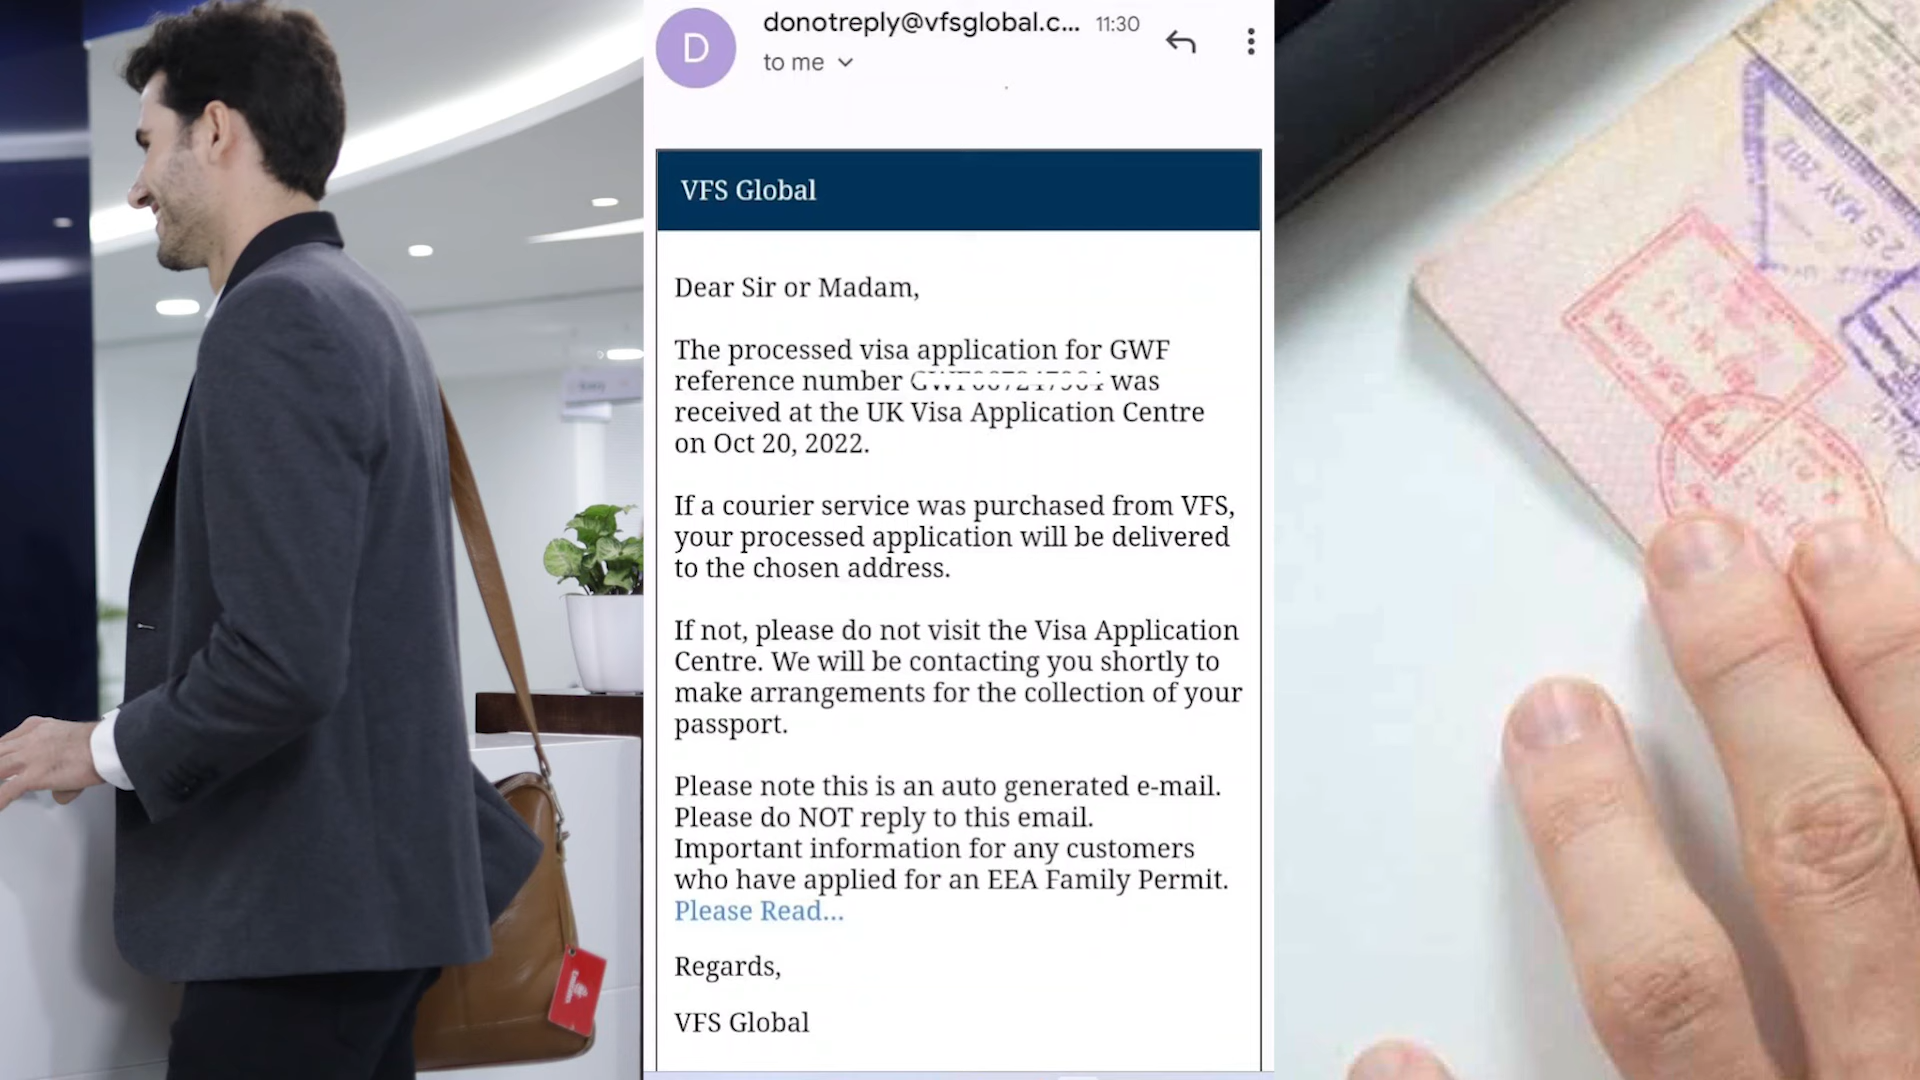 donotreply@vfsglobal.c... 11:30
to me
D
VFS Global
Dear Sir or Madam,
The processed visa application for GWF
reference number was
received at the UK Visa Application Centre
on Oct 20, 2022.
If a courier service was purchased from VFS,
your processed application will be delivered
to the chosen address.
If not, please do not visit the Visa Application
Centre. We will be contacting you shortly to
make arrangements for the collection of your
passport.
Please note this is an auto generated e-mail.
Please do NOT reply to this email.
Important information for any customers
who have applied for an EEA Family Permit.
Please Read...
Regards,
VFS Global
Emirates
25 MAY 2012